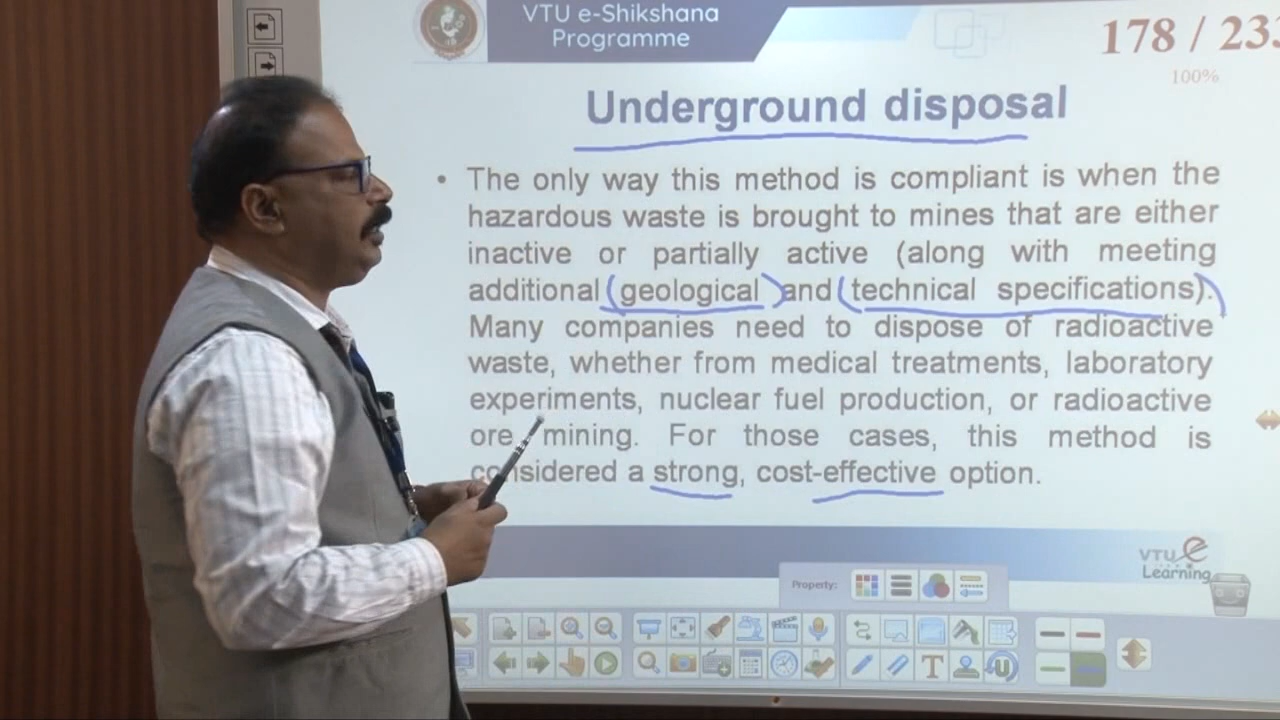 VTU e-Shikshana
Programme
178 / 233
100%
Underground disposal
• The only way this method is compliant is when the
hazardous waste is brought to mines that are either
inactive or partially active (along with meeting
additional (geological) and (technical specifications).)
Many companies need to dispose of radioactive
waste, whether from medical treatments, laboratory
experiments, nuclear fuel production, or radioactive
ore mining. For those cases, this method is
considered a strong, cost-effective option.
VTU e
Learning
Property: